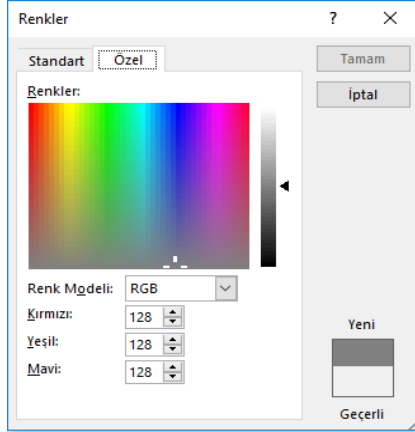 Renkler ?
Standart Özel Tamam
Renkler: İptal
Renk Modeli: RGB
Kırmızı: 128
Yeşil: 128
Mavi: 128
Yeni
Geçerli